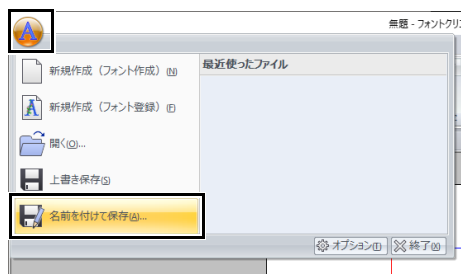 無題 - フォントクリ
A
新規作成（フォント作成）(N)
最近使ったファイル
新規作成（フォント登録）(F)
開く(O)...
上書き保存(S)
名前を付けて保存(A)...
オプション(I) 終了(X)